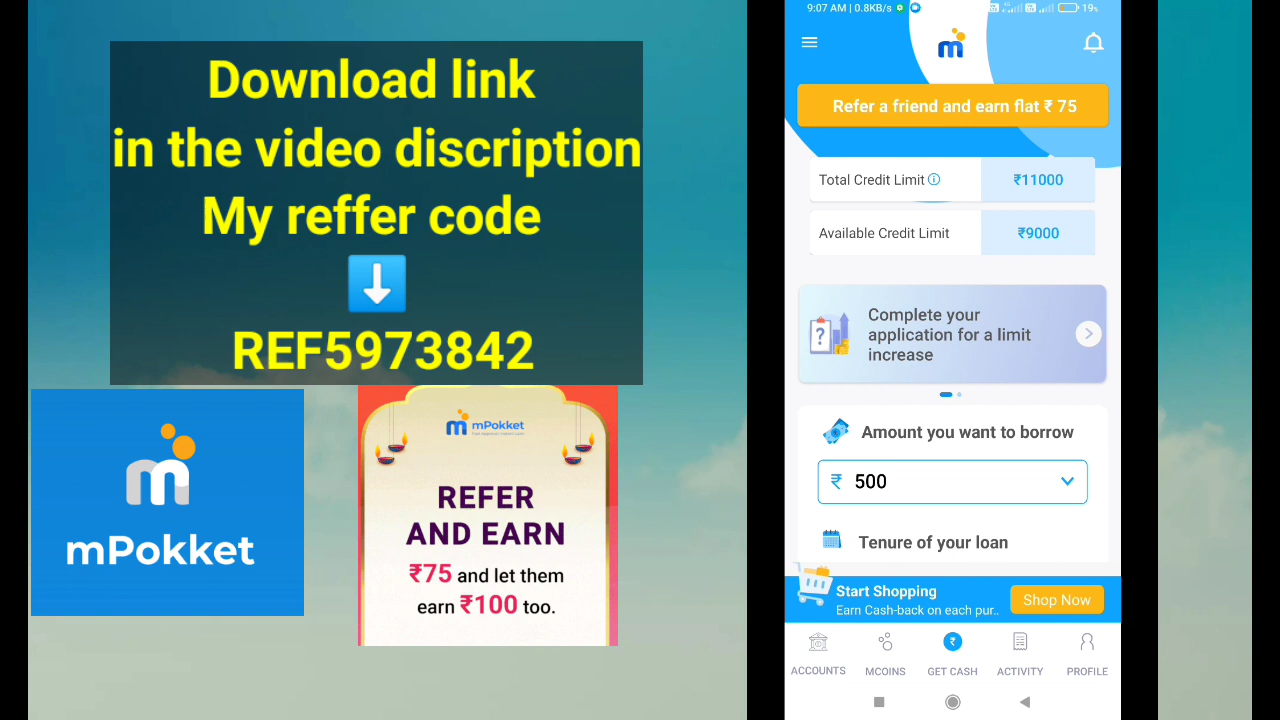 Download link
in the video discription
My reffer code
REF5973842
mPokket
mPokket
REFER
AND EARN
₹75 and let them
earn ₹100 too.
9:07 AM | 0.8KB/s
19%
m
Refer a friend and earn flat ₹ 75
Total Credit Limit
₹11000
Available Credit Limit
₹9000
Complete your
application for a limit
increase
Amount you want to borrow
₹ 500
Tenure of your loan
Start Shopping
Earn Cash-back on each pur..
Shop Now
ACCOUNTS
MCOINS
GET CASH
ACTIVITY
PROFILE